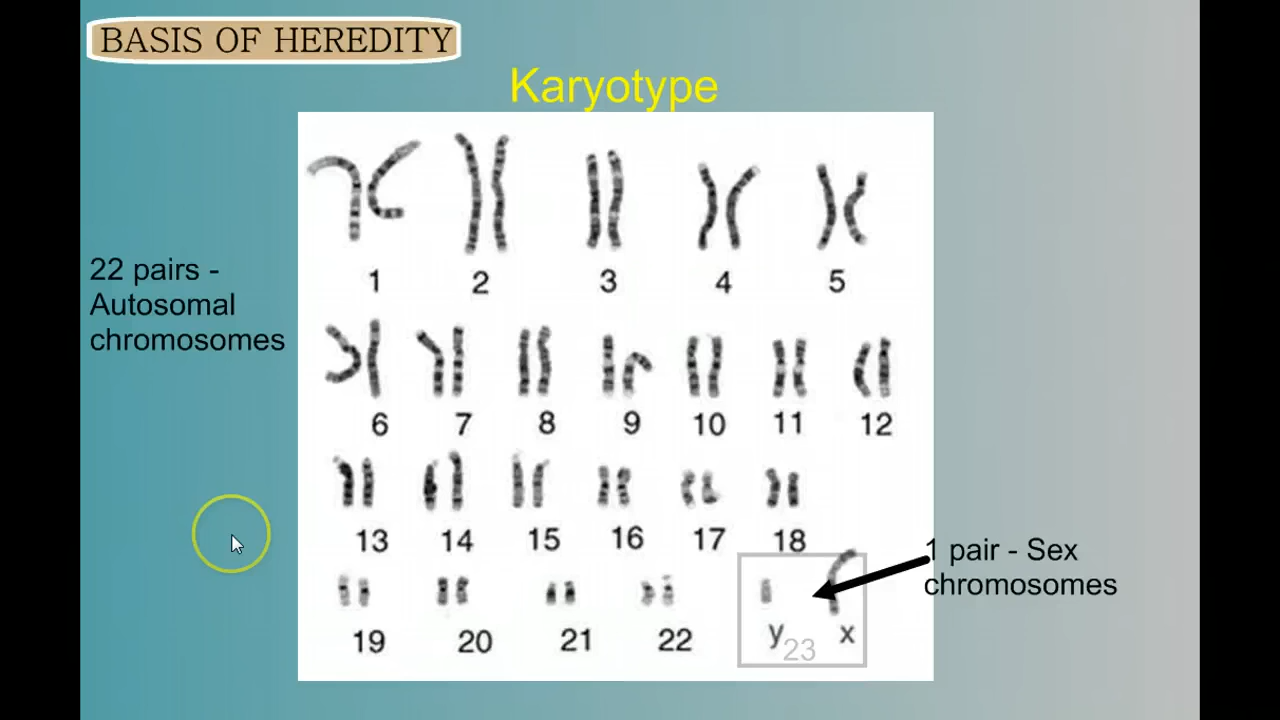 BASIS OF HEREDITY
Karyotype
22 pairs -
Autosomal
chromosomes
1 2 3 4 5
6 7 8 9 10 11 12
13 14 15 16 17 18
1 pair - Sex
chromosomes
19 20 21 22 y x
23